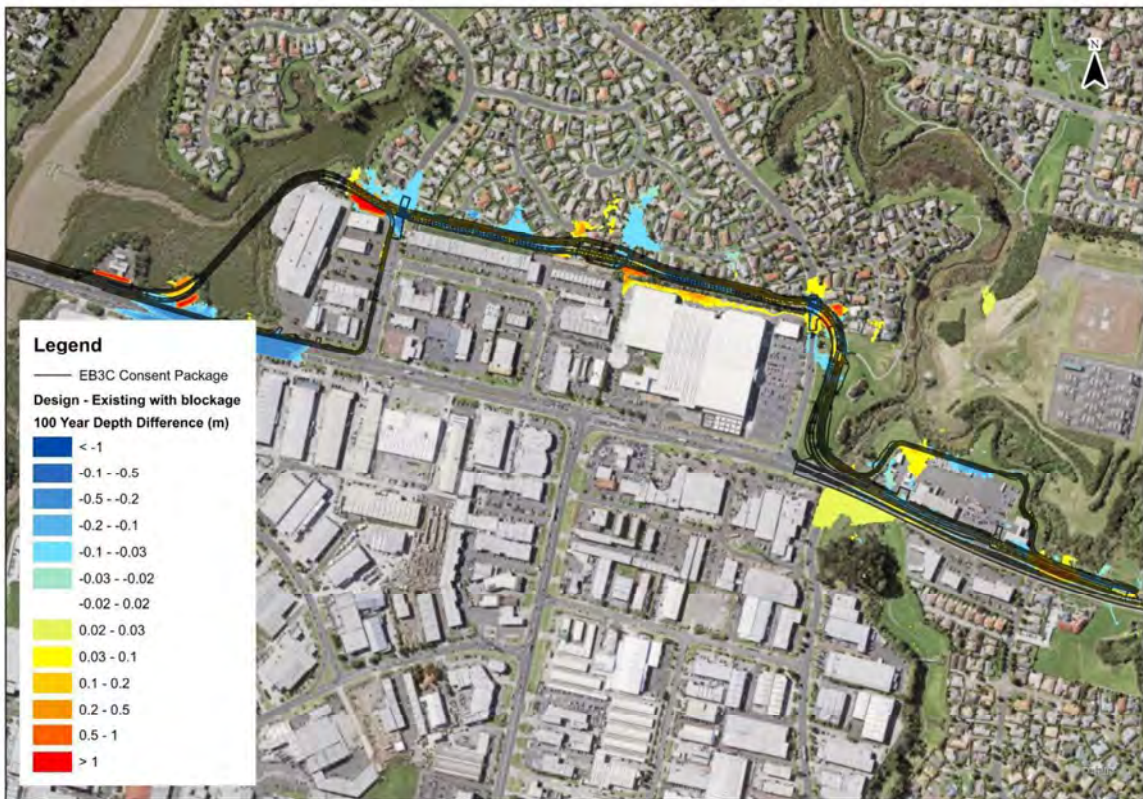 N
Legend
EB3C Consent Package
Design - Existing with blockage
100 Year Depth Difference (m)
< -1
-0.1 - -0.5
-0.5 - -0.2
-0.2 - -0.1
-0.1 - -0.03
-0.03 - -0.02
-0.02 - 0.02
0.02 - 0.03
0.03 - 0.1
0.1 - 0.2
0.2 - 0.5
0.5 - 1
> 1